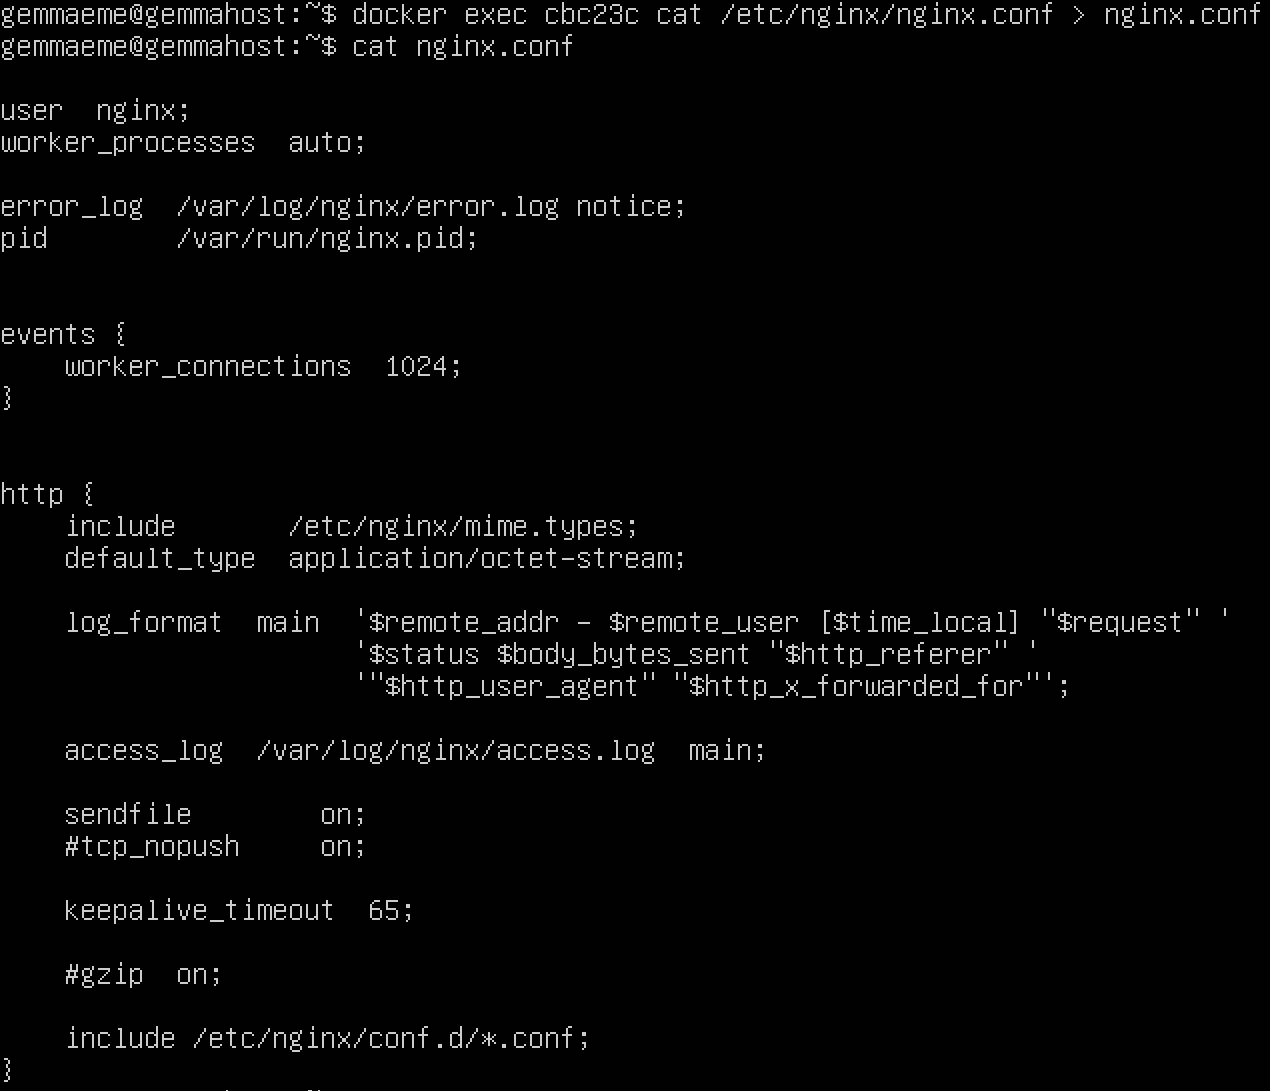 gemmaeme@gemmahost:~$ docker exec cbc23c cat /etc/nginx/nginx.conf > nginx.conf
gemmaeme@gemmahost:~$ cat nginx.conf

user  nginx;
worker_processes  auto;

error_log  /var/log/nginx/error.log notice;
pid        /var/run/nginx.pid;


events {
    worker_connections  1024;
}


http {
    include       /etc/nginx/mime.types;
    default_type  application/octet-stream;

    log_format  main  '$remote_addr - $remote_user [$time_local] "$request" '
                      '$status $body_bytes_sent "$http_referer" '
                      '"$http_user_agent" "$http_x_forwarded_for"';

    access_log  /var/log/nginx/access.log  main;

    sendfile        on;
    #tcp_nopush     on;

    keepalive_timeout  65;

    #gzip  on;

    include /etc/nginx/conf.d/*.conf;
}